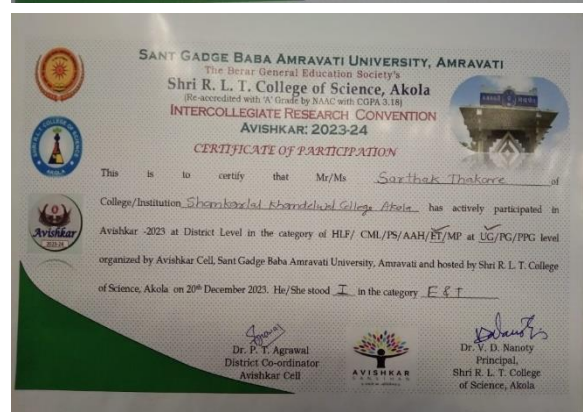 SANT GADGE BABA AMRAVATI UNIVERSITY, AMRAVATI
The Berar General Education Society's
Shri R. L. T. College of Science, Akola
(Re-accredited with 'A' Grade by NAAC with CGPA 3.18)
INTERCOLLEGIATE RESEARCH CONVENTION
AVISHKAR: 2023-24
CERTIFICATE OF PARTICIPATION
This is to certify that Mr/Ms Sarthak Thakare of
College/Institution Shankarlal Khandelwal College Akola has actively participated in
Avishkar -2023 at District Level in the category of HLF/ CML/PS/AAH/ET/MP at UG/PG/PPG level
organized by Avishkar Cell, Sant Gadge Baba Amravati University, Amravati and hosted by Shri R. L. T. College
of Science, Akola on 20th December 2023. He/She stood I in the category E & T
Avishkar
2023-24
Dr. P. T. Agrawal
District Co-ordinator
Avishkar Cell
AVISHKAR
Dr. V. D. Nanoty
Principal,
Shri R. L. T. College
of Science, Akola